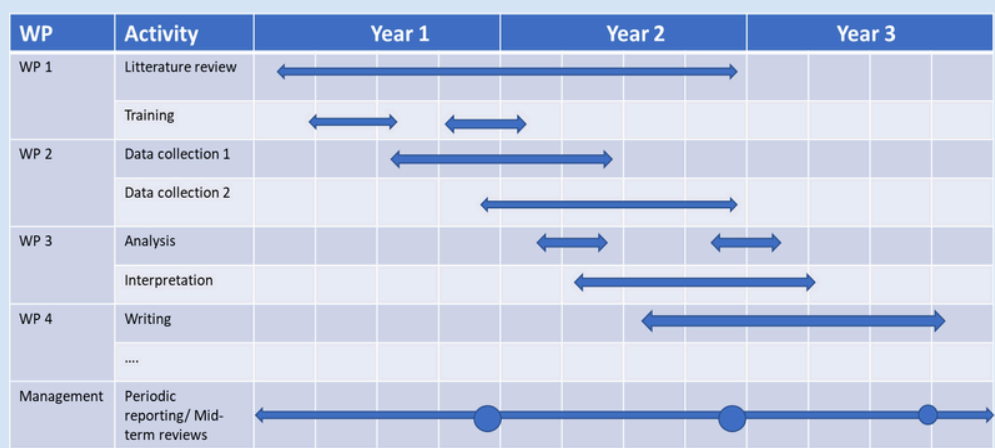 WP Activity Year 1 Year 2 Year 3
WP 1 Litterature review
Training
WP 2 Data collection 1
Data collection 2
WP 3 Analysis
Interpretation
WP 4 Writing
....
Management Periodic
reporting/ Mid-
term reviews